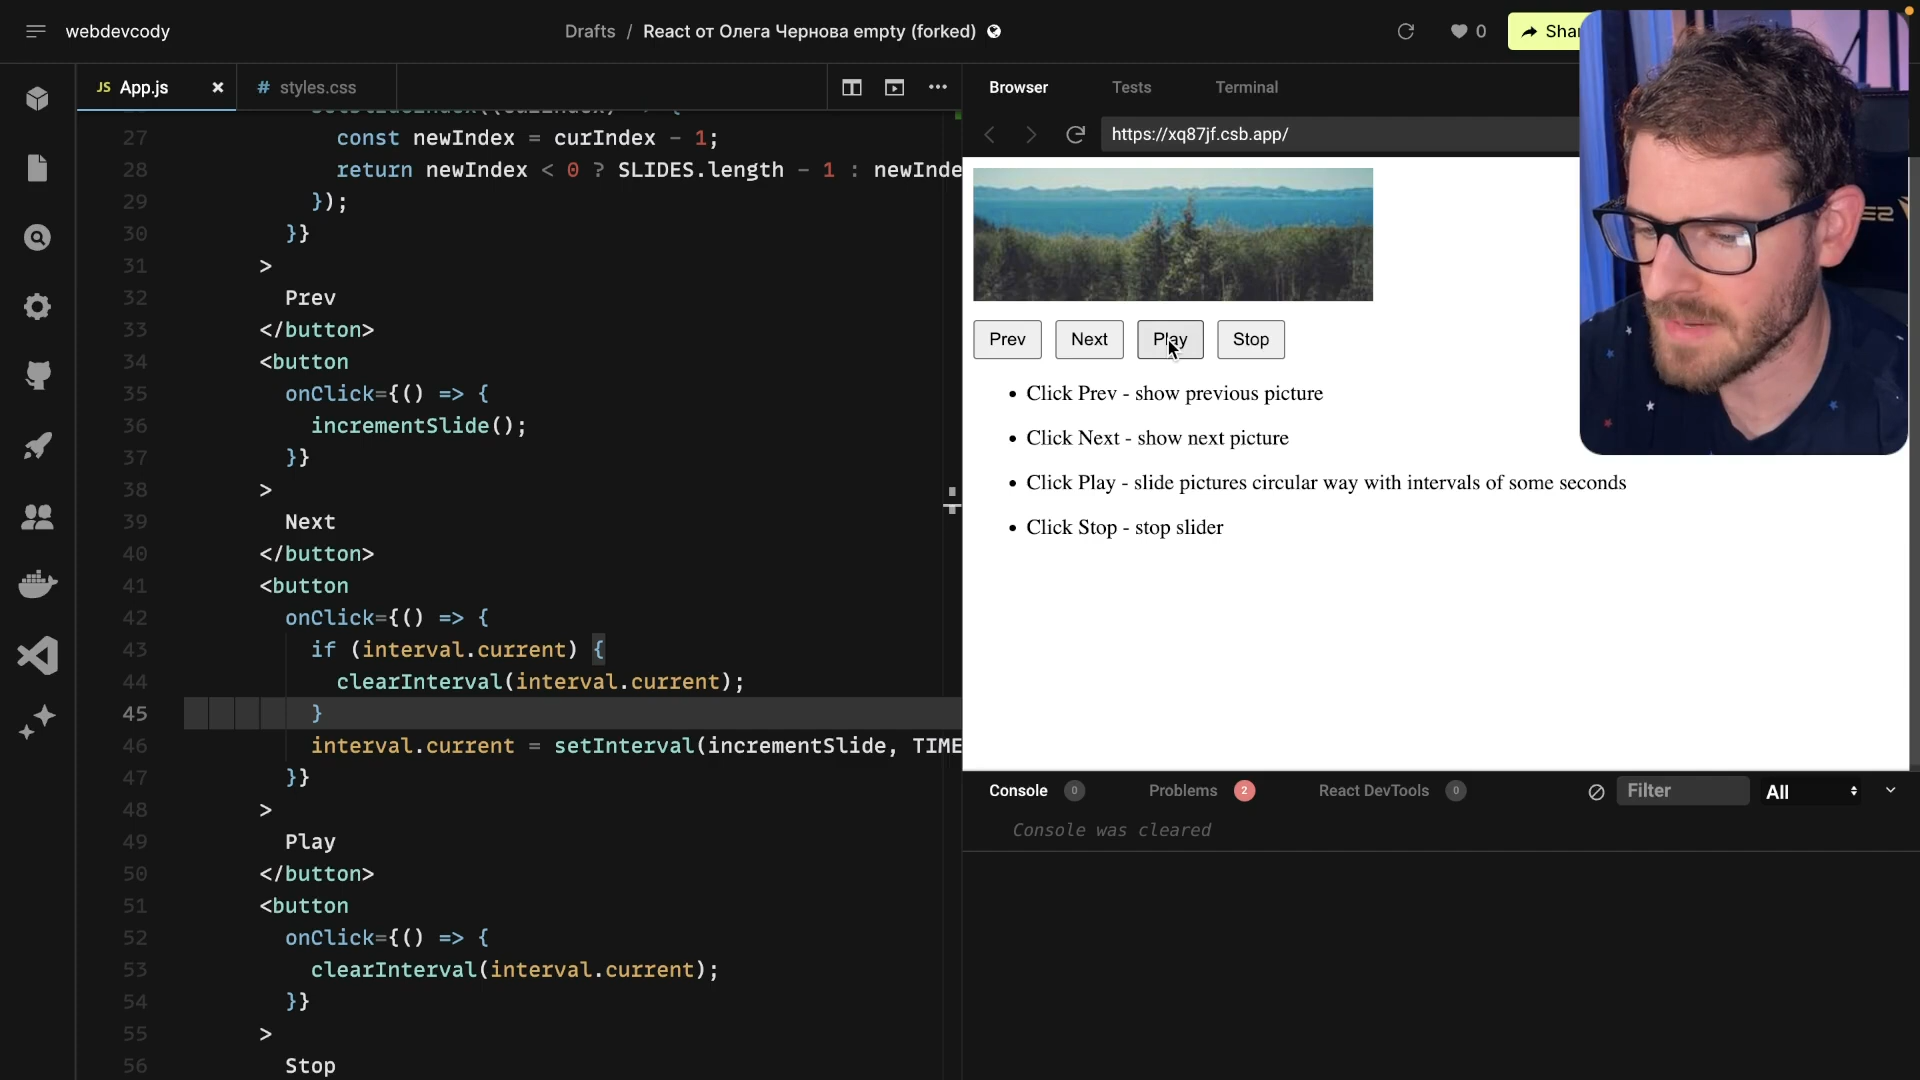 webdevcody
Drafts / React от Олега Чернова empty (forked)
0
JS App.js
# styles.css
Browser
Tests
Terminal
https://xq87jf.csb.app/
27 const newIndex = curIndex - 1;
28 return newIndex < 0 ? SLIDES.length - 1 : newInde
29 });
30 }}
31 >
32 Prev
33 </button>
34 <button
35 onClick={() => {
36 incrementSlide();
37 }}
38 >
39 Next
40 </button>
41 <button
42 onClick={() => {
43 if (interval.current) {
44 clearInterval(interval.current);
45 }
46 interval.current = setInterval(incrementSlide, TIME
47 }}
48 >
49 Play
50 </button>
51 <button
52 onClick={() => {
53 clearInterval(interval.current);
54 }}
55 >
56 Stop
Prev
Next
Play
Stop
• Click Prev - show previous picture
• Click Next - show next picture
• Click Play - slide pictures circular way with intervals of some seconds
• Click Stop - stop slider
Console 0
Problems 2
React DevTools 0
Filter
All
Console was cleared